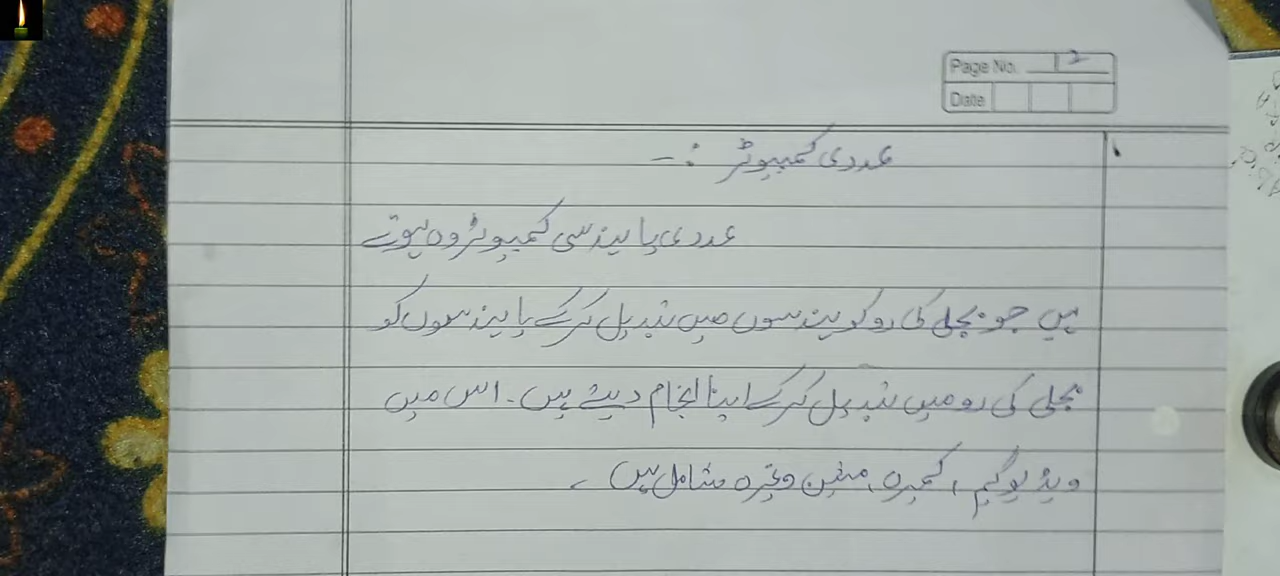 Page No. 2
Date
عددی کمپیوٹر :-
عددی یا ہندسی کمپیوٹر وہ ہوتے
ہیں جو بجلی کی رو کو ہندسوں میں تبدیل کرکے یا ہندسوں کو
بجلی کی رو میں تبدیل کرکے اپنا انجام دیتے ہیں۔ اس میں
ویڈیو گیم، کیمرہ، مشین وغیرہ شامل ہیں۔